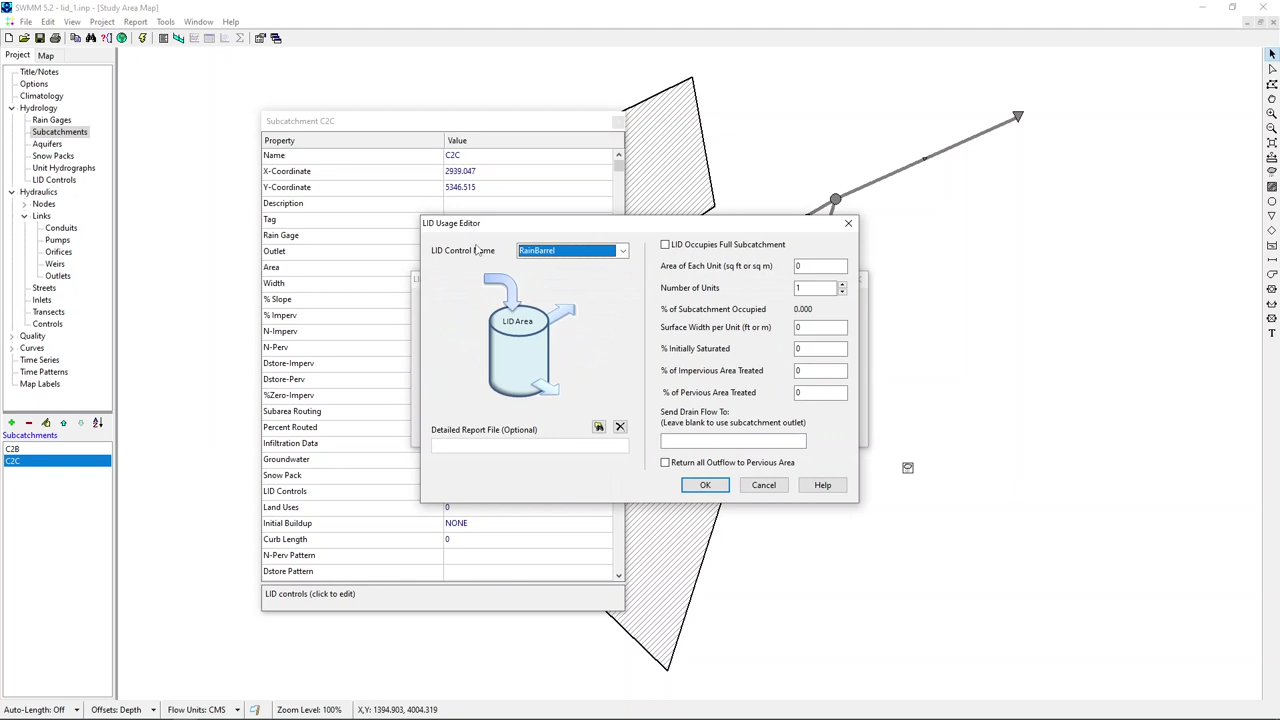 SWMM 5.2 - lid_1.inp - [Study Area Map]
File Edit View Project Report Tools Window Help
Project Map
Title/Notes
Options
Climatology
Hydrology
Rain Gages
Subcatchments
Aquifers
Snow Packs
Unit Hydrographs
LID Controls
Hydraulics
Nodes
Links
Conduits
Pumps
Orifices
Weirs
Outlets
Streets
Inlets
Transects
Controls
Quality
Curves
Time Series
Time Patterns
Map Labels
Subcatchments
C2B
C2C
Subcatchment C2C
Property Value
Name C2C
X-Coordinate 2939.047
Y-Coordinate 5346.515
Description
Tag
Rain Gage
Outlet
Area
Width
% Slope
% Imperv
N-Imperv
N-Perv
Dstore-Imperv
Dstore-Perv
%Zero-Imperv
Subarea Routing
Percent Routed
Infiltration Data
Groundwater
Snow Pack
LID Controls
Land Uses 0
Initial Buildup NONE
Curb Length 0
N-Perv Pattern
Dstore Pattern
LID controls (click to edit)
LID Usage Editor
LID Control Name RainBarrel
LID Area
Detailed Report File (Optional)
LID Occupies Full Subcatchment
Area of Each Unit (sq ft or sq m) 0
Number of Units 1
% of Subcatchment Occupied 0.000
Surface Width per Unit (ft or m) 0
% Initially Saturated 0
% of Impervious Area Treated 0
% of Pervious Area Treated 0
Send Drain Flow To:
(Leave blank to use subcatchment outlet)
Return all Outflow to Pervious Area
OK Cancel Help
Auto-Length: Off Offsets: Depth Flow Units: CMS Zoom Level: 100% X,Y: 1394.903, 4004.319